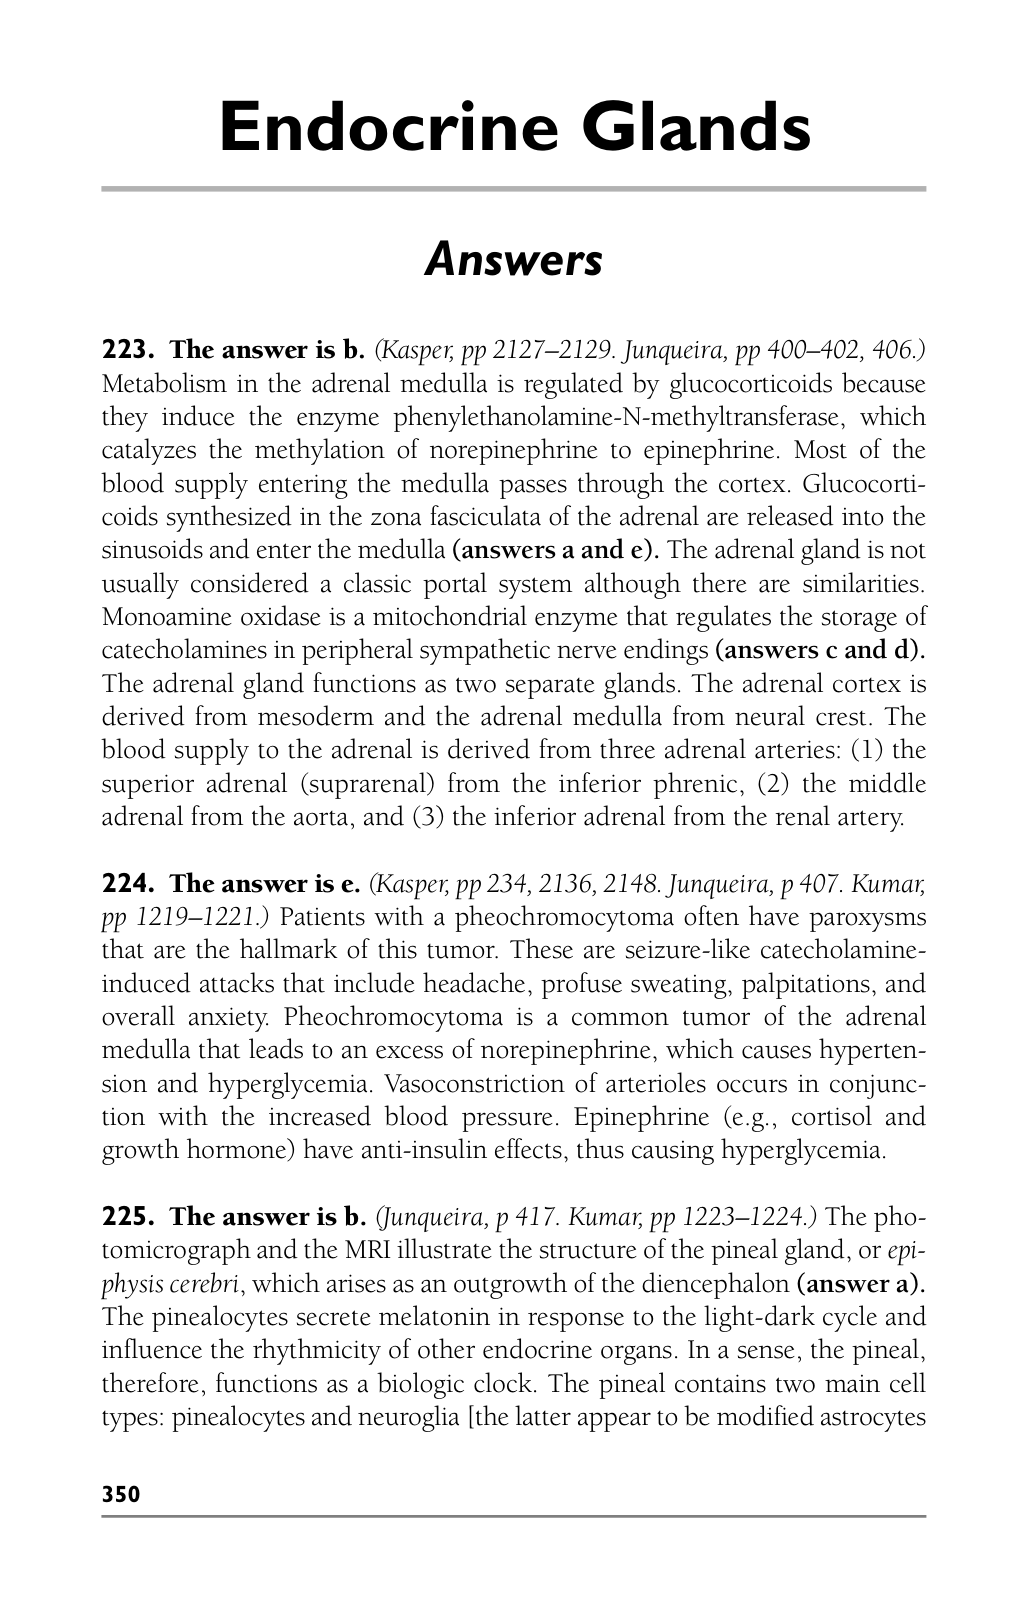 Endocrine Glands
Answers
223. The answer is b. (Kasper, pp 2127–2129. Junqueira, pp 400–402, 406.)
Metabolism in the adrenal medulla is regulated by glucocorticoids because
they induce the enzyme phenylethanolamine-N-methyltransferase, which
catalyzes the methylation of norepinephrine to epinephrine. Most of the
blood supply entering the medulla passes through the cortex. Glucocorti-
coids synthesized in the zona fasciculata of the adrenal are released into the
sinusoids and enter the medulla (answers a and e). The adrenal gland is not
usually considered a classic portal system although there are similarities.
Monoamine oxidase is a mitochondrial enzyme that regulates the storage of
catecholamines in peripheral sympathetic nerve endings (answers c and d).
The adrenal gland functions as two separate glands. The adrenal cortex is
derived from mesoderm and the adrenal medulla from neural crest. The
blood supply to the adrenal is derived from three adrenal arteries: (1) the
superior adrenal (suprarenal) from the inferior phrenic, (2) the middle
adrenal from the aorta, and (3) the inferior adrenal from the renal artery.
224. The answer is e. (Kasper, pp 234, 2136, 2148. Junqueira, p 407. Kumar,
pp 1219–1221.) Patients with a pheochromocytoma often have paroxysms
that are the hallmark of this tumor. These are seizure-like catecholamine-
induced attacks that include headache, profuse sweating, palpitations, and
overall anxiety. Pheochromocytoma is a common tumor of the adrenal
medulla that leads to an excess of norepinephrine, which causes hyperten-
sion and hyperglycemia. Vasoconstriction of arterioles occurs in conjunc-
tion with the increased blood pressure. Epinephrine (e.g., cortisol and
growth hormone) have anti-insulin effects, thus causing hyperglycemia.
225. The answer is b. (Junqueira, p 417. Kumar, pp 1223–1224.) The pho-
tomicrograph and the MRI illustrate the structure of the pineal gland, or epi-
physis cerebri, which arises as an outgrowth of the diencephalon (answer a).
The pinealocytes secrete melatonin in response to the light-dark cycle and
influence the rhythmicity of other endocrine organs. In a sense, the pineal,
therefore, functions as a biologic clock. The pineal contains two main cell
types: pinealocytes and neuroglia [the latter appear to be modified astrocytes
350